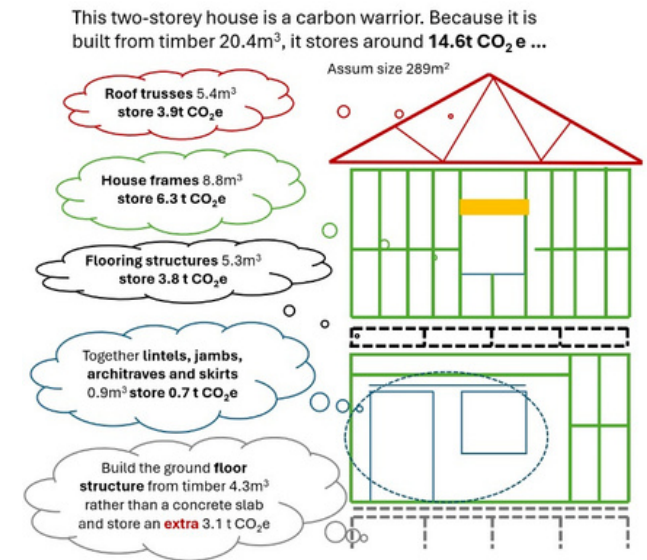 This two-storey house is a carbon warrior. Because it is
built from timber 20.4m³, it stores around 14.6t CO₂ e ...
Assum size 289m²
Roof trusses 5.4m³
store 3.9t CO₂e
House frames 8.8m³
store 6.3 t CO₂e
Flooring structures 5.3m³
store 3.8 t CO₂e
Together lintels, jambs,
architraves and skirts
0.9m³ store 0.7 t CO₂e
Build the ground floor
structure from timber 4.3m³
rather than a concrete slab
and store an extra 3.1 t CO₂e